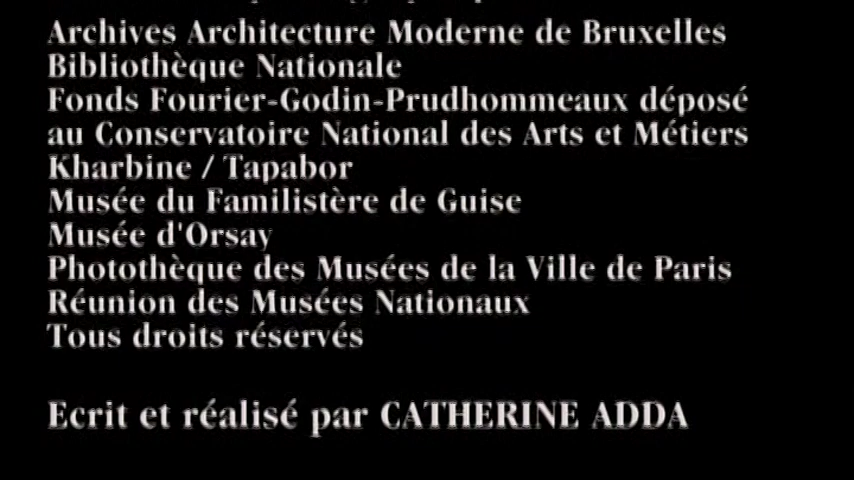 Archives Architecture Moderne de Bruxelles
Bibliothèque Nationale
Fonds Fourier-Godin-Prudhommeaux déposé
au Conservatoire National des Arts et Métiers
Kharbine / Tapabor
Musée du Familistère de Guise
Musée d'Orsay
Photothèque des Musées de la Ville de Paris
Réunion des Musées Nationaux
Tous droits réservés
Ecrit et réalisé par CATHERINE ADDA